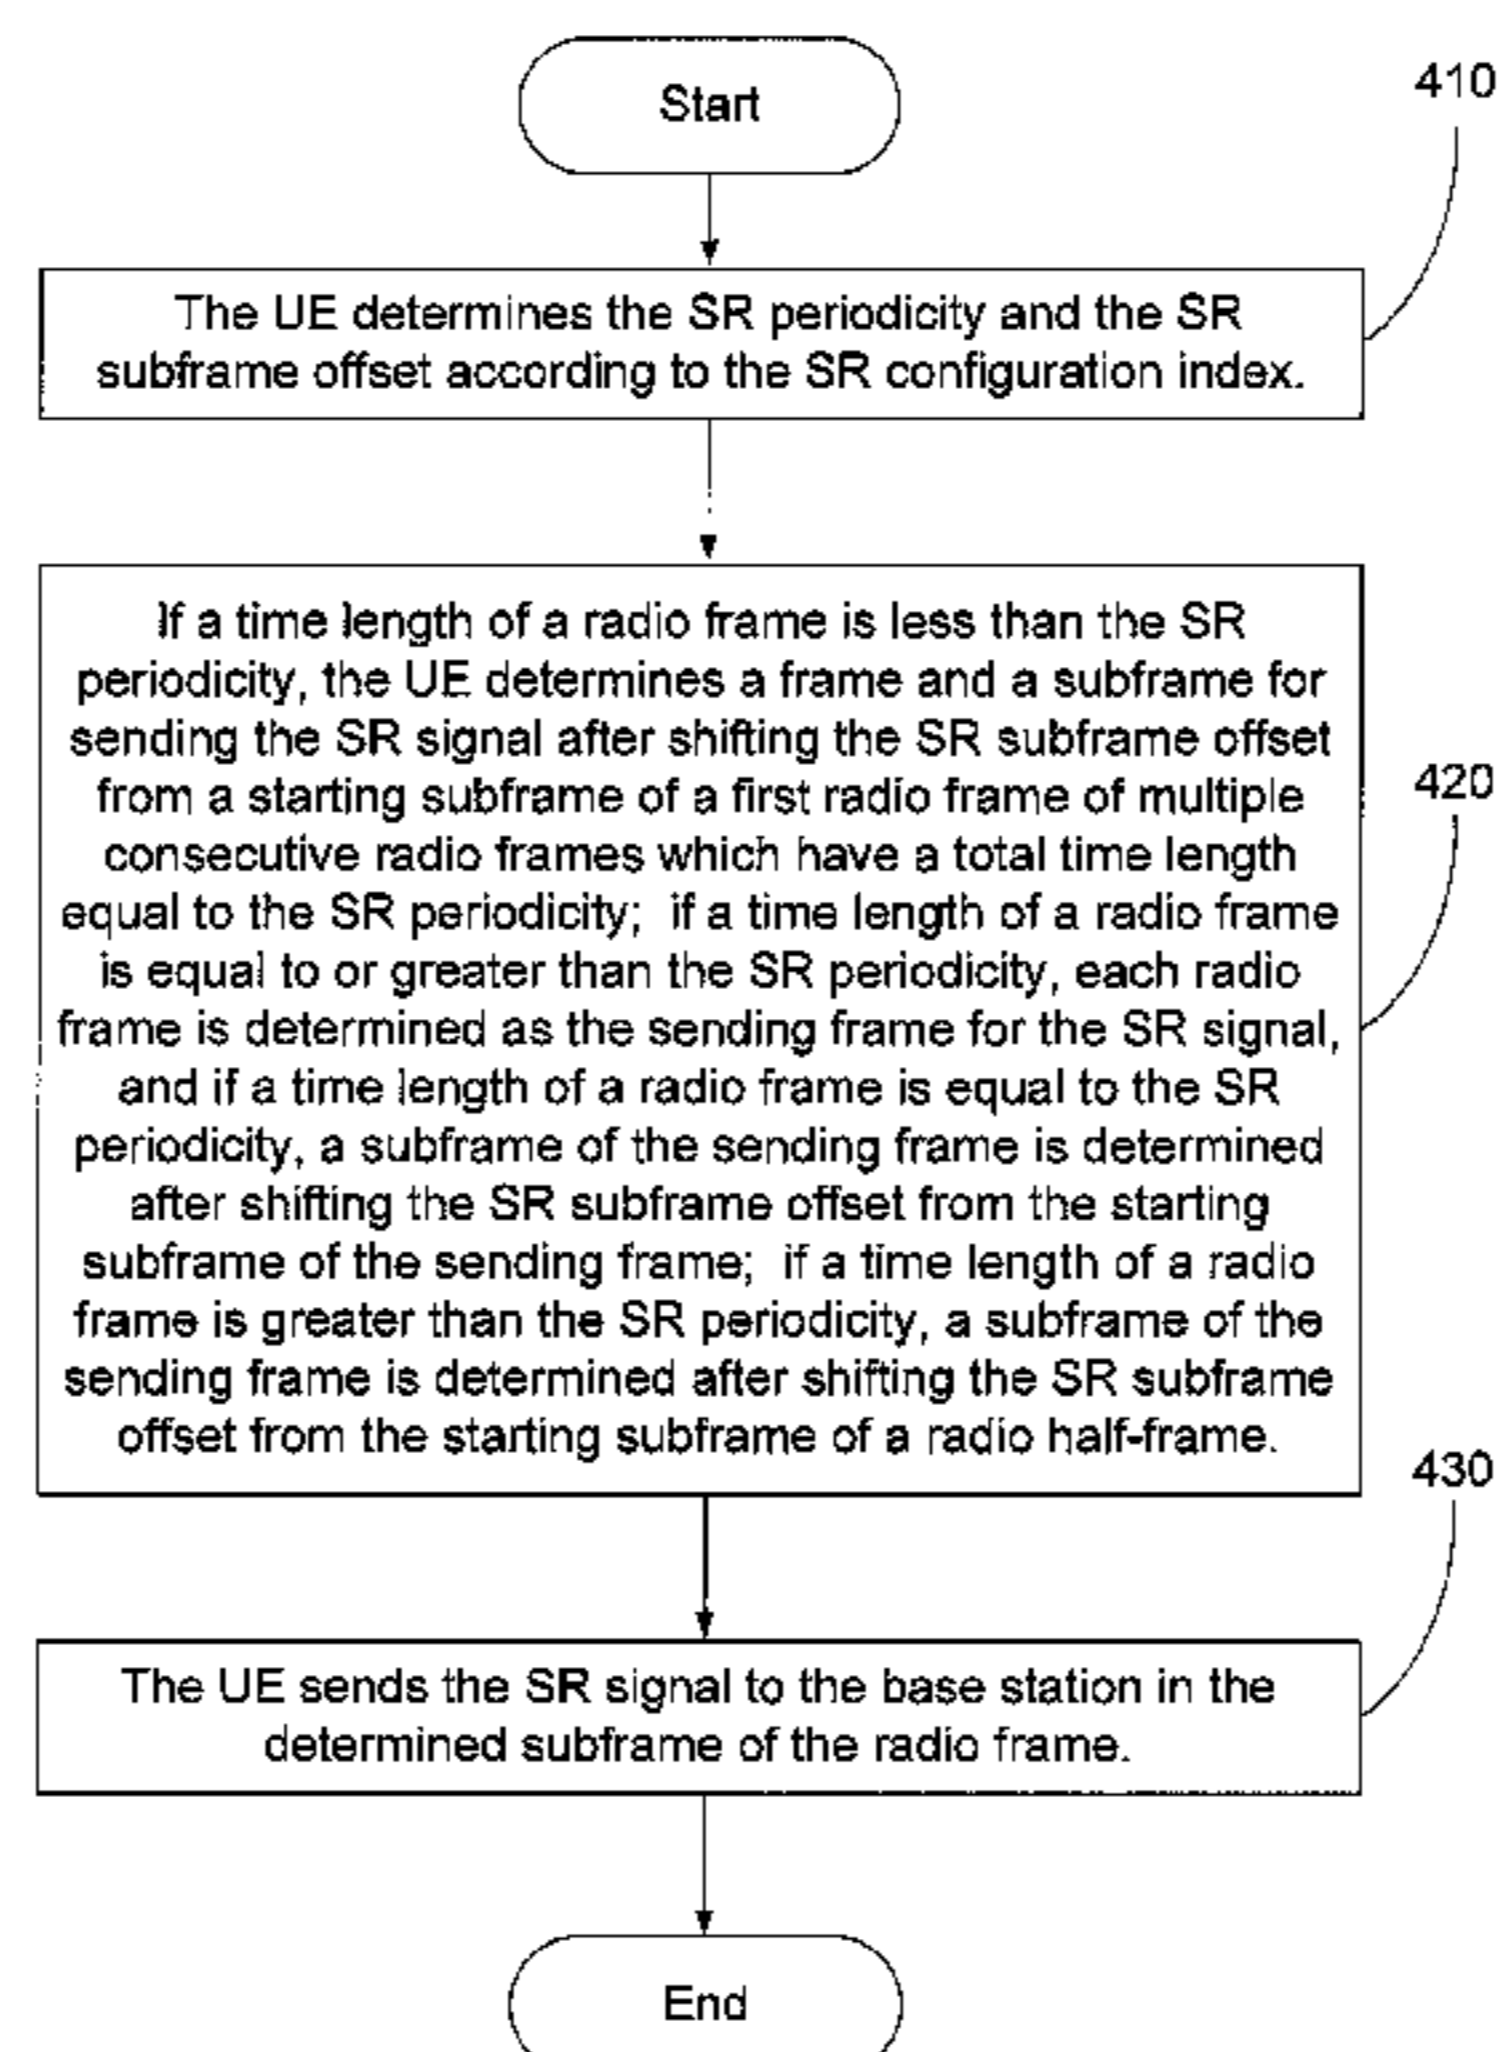 Start
410
The UE determines the SR periodicity and the SR
subframe offset according to the SR configuration index.
If a time length of a radio frame is less than the SR
periodicity, the UE determines a frame and a subframe for
sending the SR signal after shifting the SR subframe offset
from a starting subframe of a first radio frame of multiple
consecutive radio frames which have a total time length
equal to the SR periodicity; if a time length of a radio frame
is equal to or greater than the SR periodicity, each radio
frame is determined as the sending frame for the SR signal,
and if a time length of a radio frame is equal to the SR
periodicity, a subframe of the sending frame is determined
after shifting the SR subframe offset from the starting
subframe of the sending frame; if a time length of a radio
frame is greater than the SR periodicity, a subframe of the
sending frame is determined after shifting the SR subframe
offset from the starting subframe of a radio half-frame.
420
430
The UE sends the SR signal to the base station in the
determined subframe of the radio frame.
End